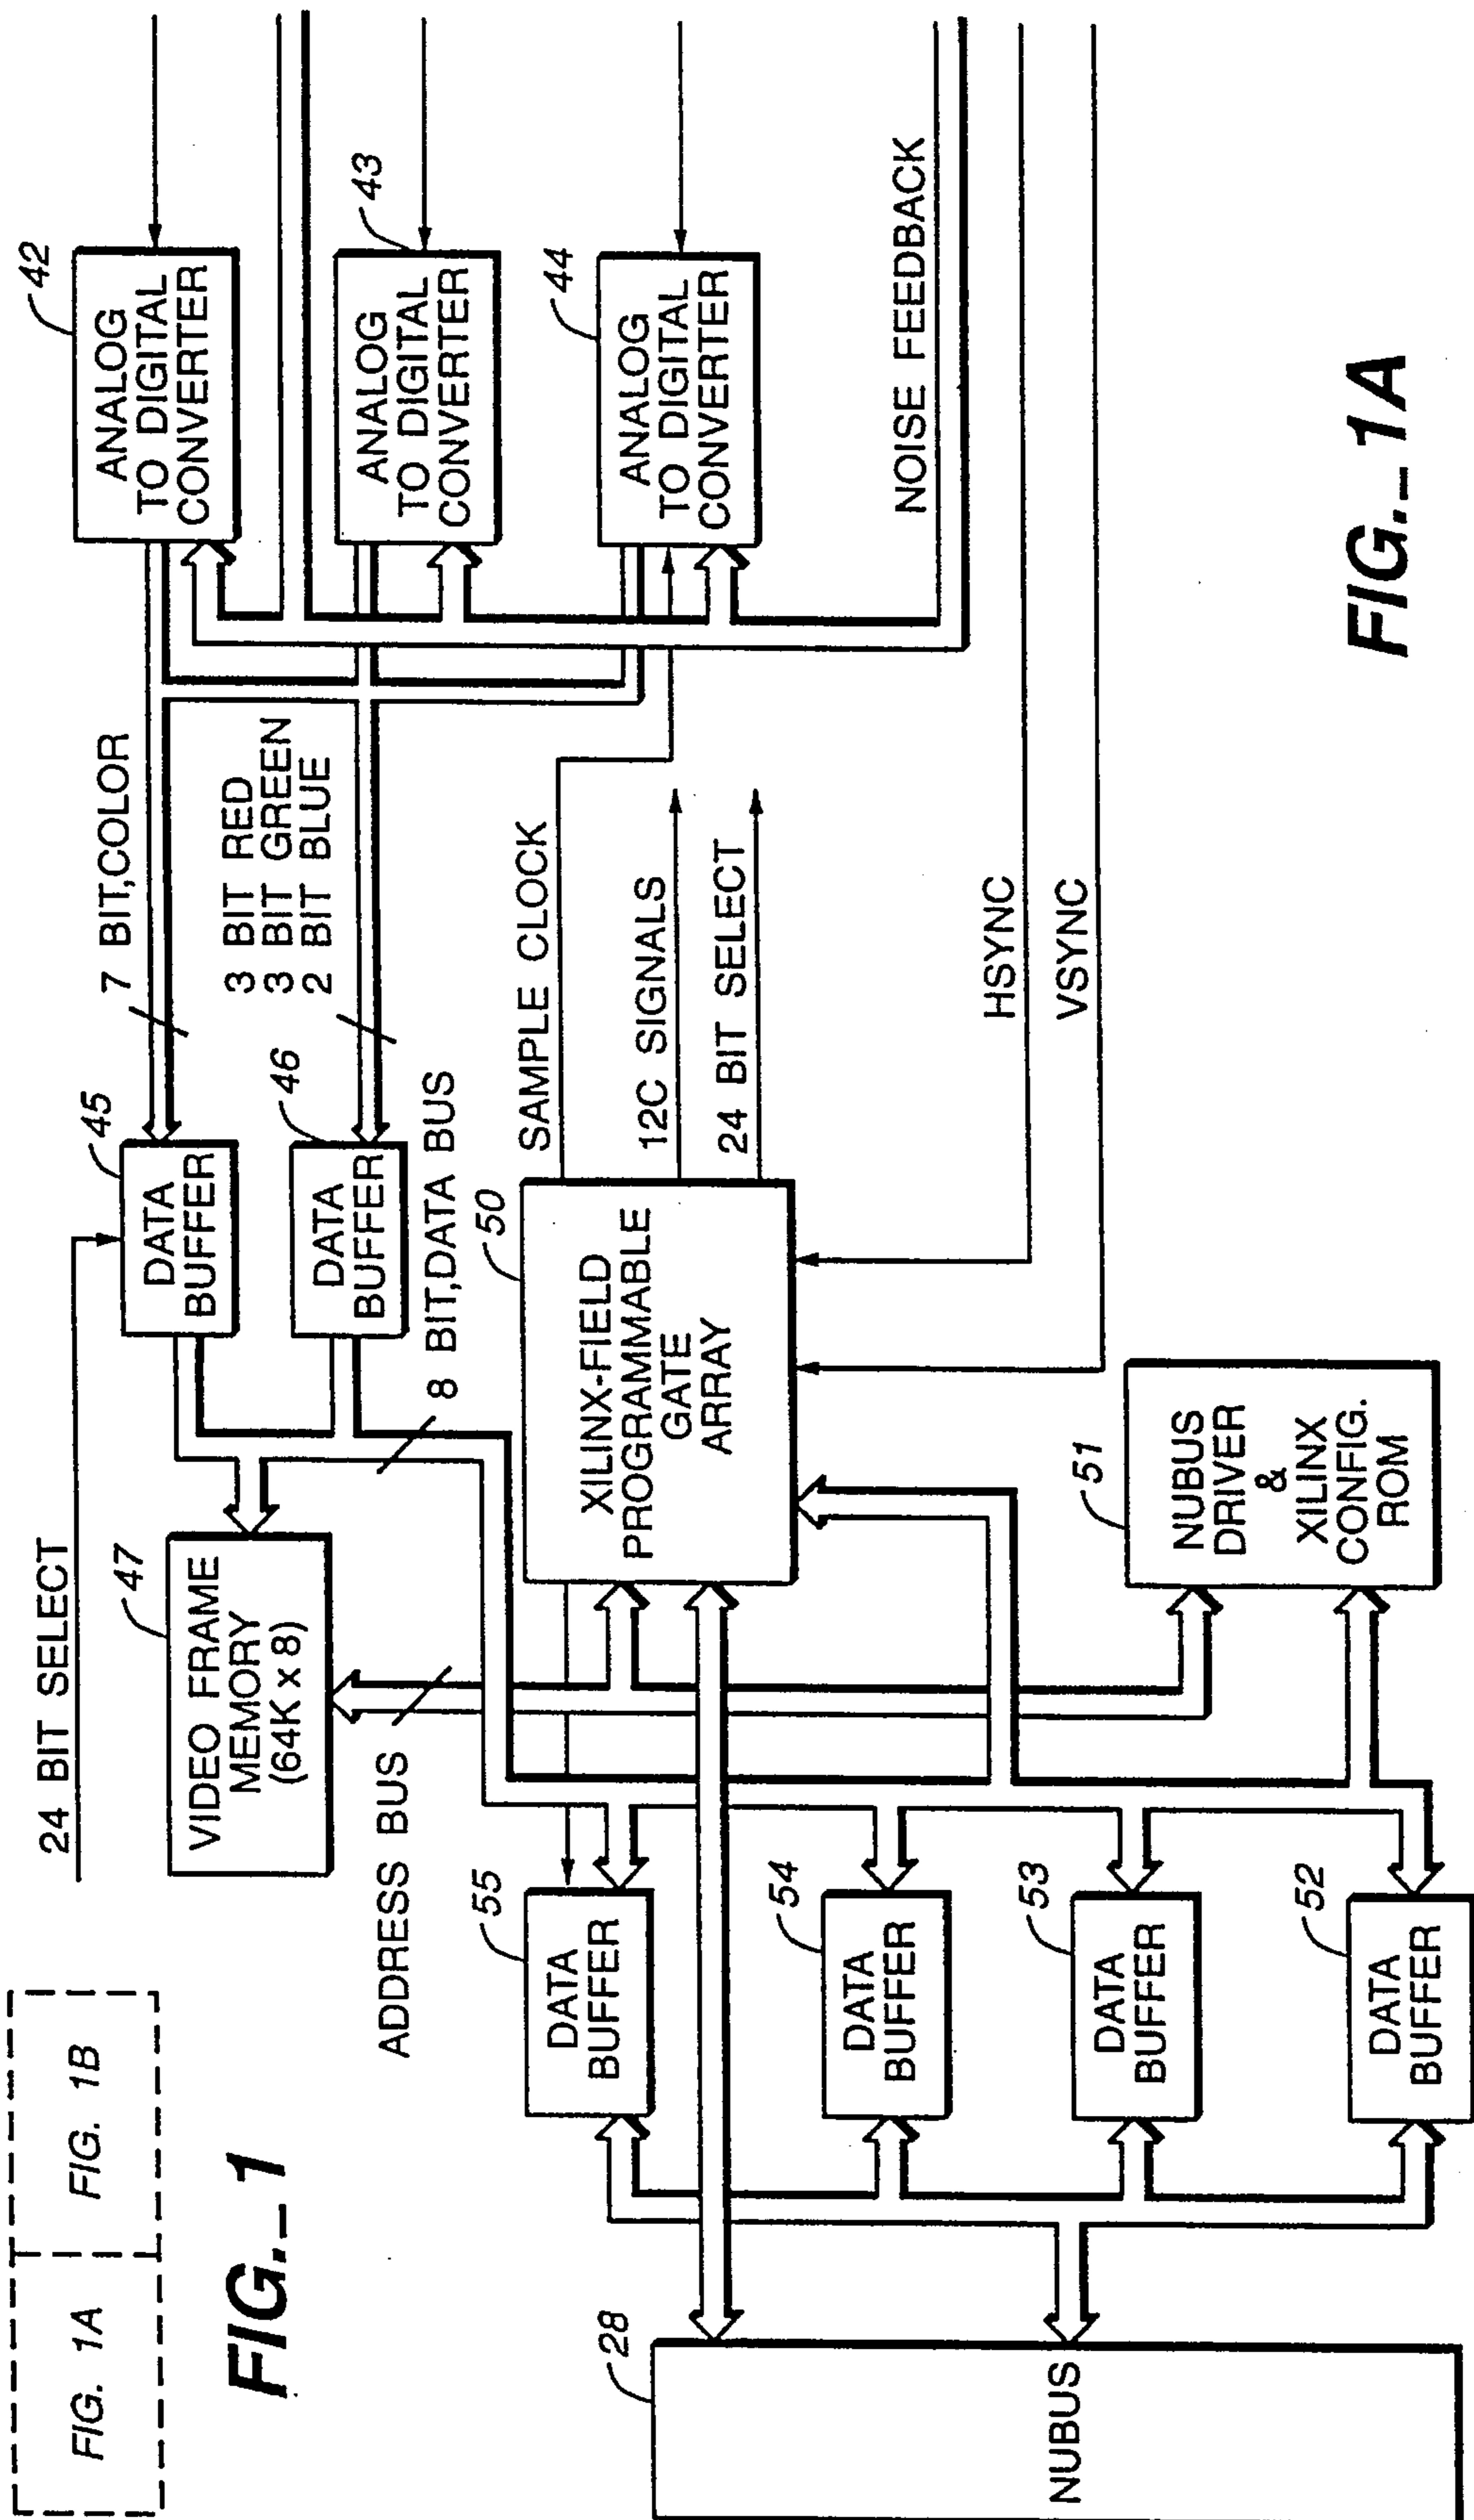 FIG. 1A
FIG. 1B
FIG.-1
24 BIT SELECT
47
VIDEO FRAME
MEMORY
(64K x 8)
ADDRESS BUS
45
DATA
BUFFER
46
DATA
BUFFER
8 BIT,DATA BUS
7 BIT,COLOR
3 BIT RED
3 BIT GREEN
2 BIT BLUE
42
ANALOG
TO DIGITAL
CONVERTER
43
ANALOG
TO DIGITAL
CONVERTER
44
ANALOG
TO DIGITAL
CONVERTER
NOISE FEEDBACK
SAMPLE CLOCK
12C SIGNALS
24 BIT SELECT
HSYNC
VSYNC
50
XILINX-FIELD
PROGRAMMABLE
GATE
ARRAY
51
NUBUS
DRIVER
&
XILINX
CONFIG.
ROM
55
DATA
BUFFER
54
DATA
BUFFER
53
DATA
BUFFER
52
DATA
BUFFER
28
NUBUS
FIG.-1A